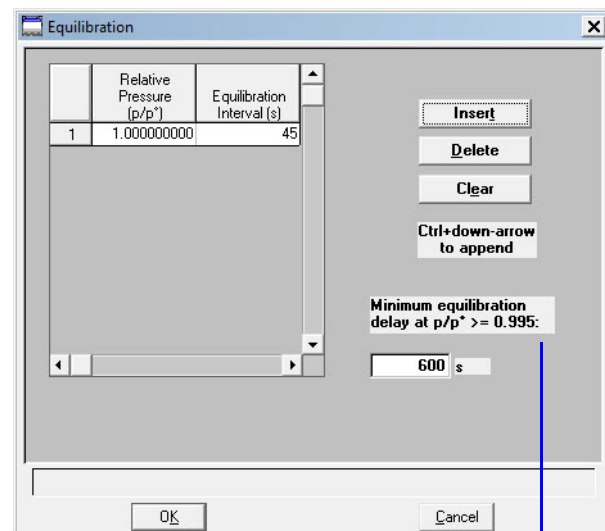 Equilibration
Relative
Pressure
(p/p°)
Equilibration
Interval (s)
1 1.000000000 45
Insert
Delete
Clear
Ctrl+down-arrow
to append
Minimum equilibration
delay at p/p° >= 0.995:
600 s
OK
Cancel